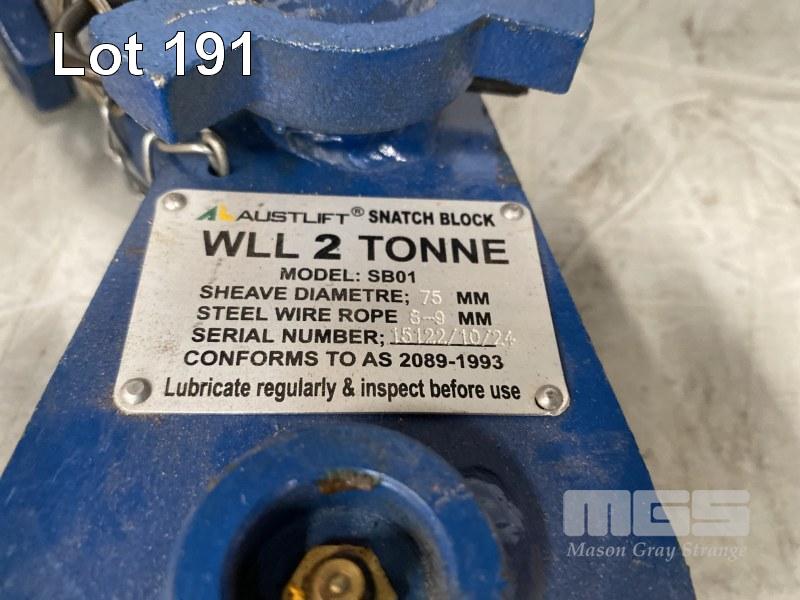 Lot 191
AL AUSTLIFT® SNATCH BLOCK
WLL 2 TONNE
MODEL: SB01
SHEAVE DIAMETRE; 75 MM
STEEL WIRE ROPE 8-9 MM
SERIAL NUMBER; 15122/10/24
CONFORMS TO AS 2089-1993
Lubricate regularly & inspect before use
MGS
Mason Gray Strange